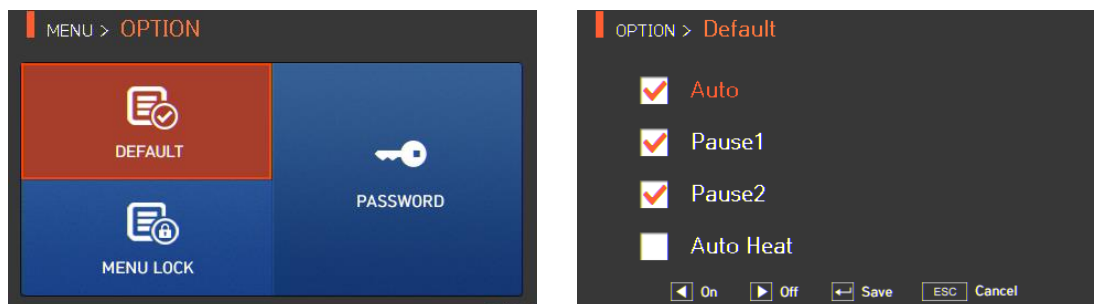 MENU > OPTION
DEFAULT
MENU LOCK
PASSWORD
OPTION > Default
Auto
Pause1
Pause2
Auto Heat
On Off Save ESC Cancel